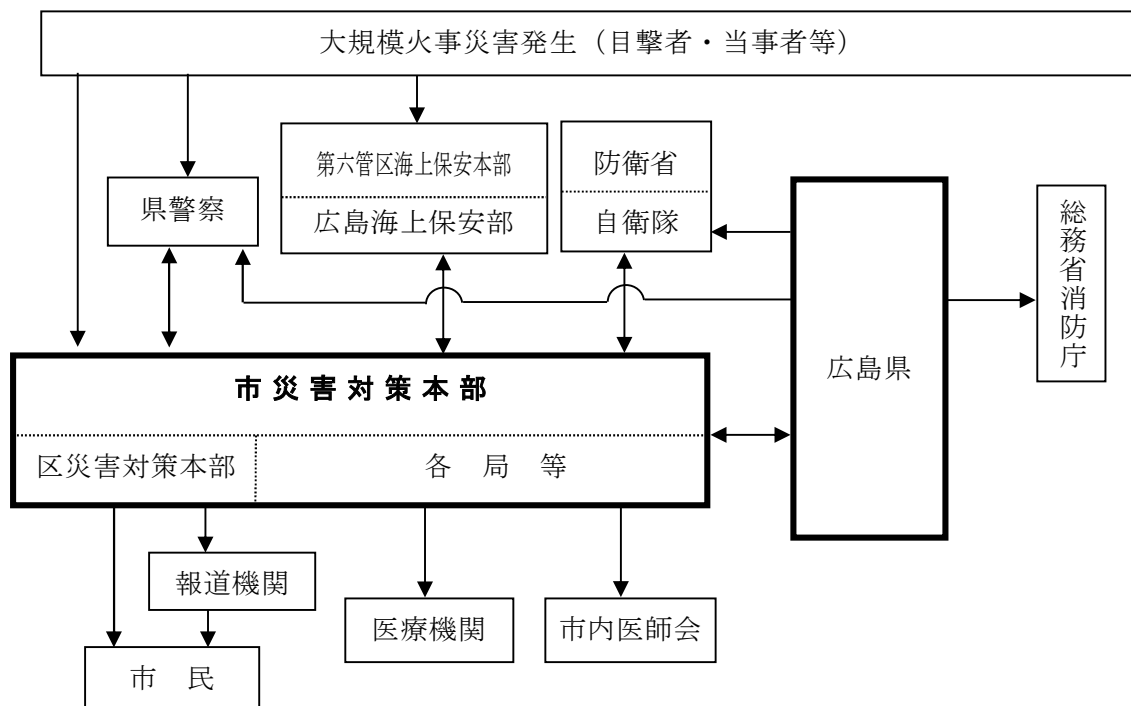 大規模火事災害発生（目撃者・当事者等）
第六管区海上保安本部
広島海上保安部
防衛省
自衛隊
県警察
総務省消防庁
広島県
市災害対策本部
区災害対策本部
各　局　等
報道機関
医療機関
市内医師会
市　民